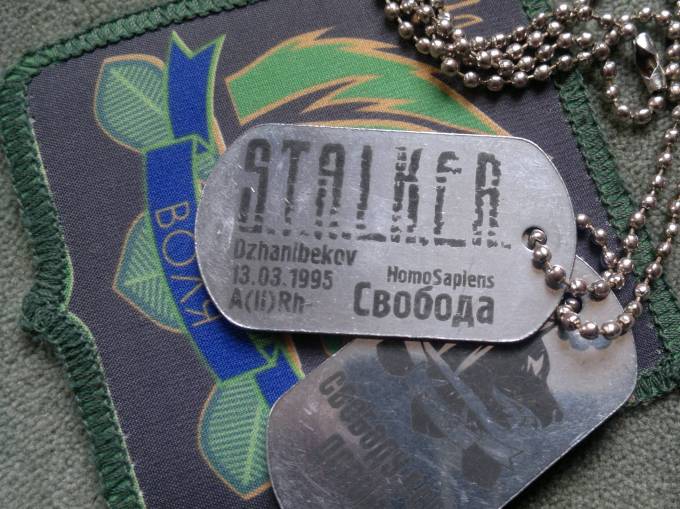 ВОЛЯ
S.T.A.L.K.E.R.
Dzhanibekov
13.03.1995
HomoSapiens
A(II)Rh-
Свобода